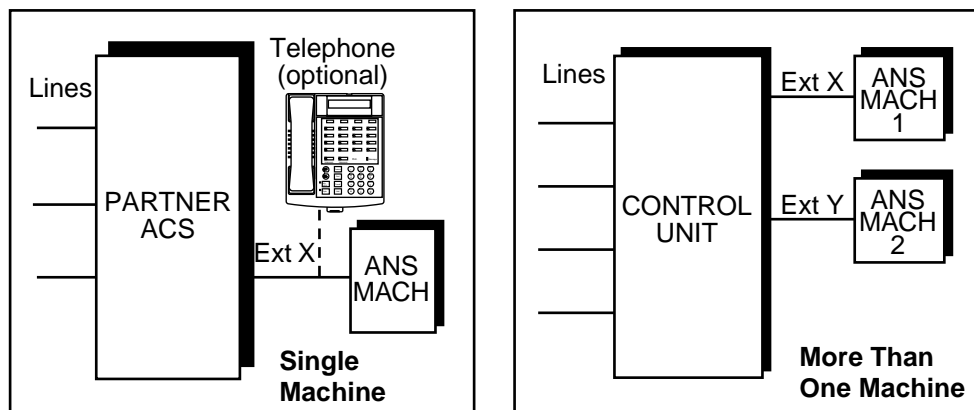 Telephone
(optional)
Lines
PARTNER
ACS
Ext X
ANS
MACH
Single
Machine
Lines
CONTROL
UNIT
Ext X
ANS
MACH
1
Ext Y
ANS
MACH
2
More Than
One Machine